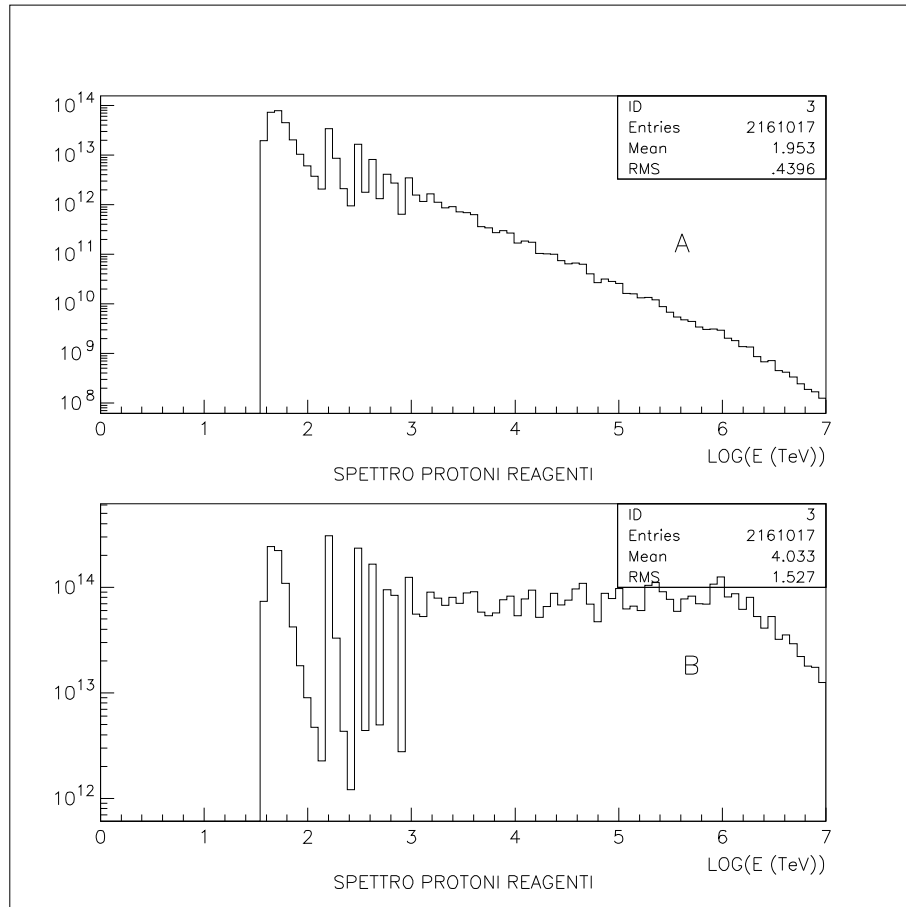 10^14
10^13
10^12
10^11
10^10
10^9
10^8
ID 3
Entries 2161017
Mean 1.953
RMS .4396
A
0 1 2 3 4 5 6 7
LOG(E (TeV))
SPETTRO PROTONI REAGENTI
10^14
10^13
10^12
ID 3
Entries 2161017
Mean 4.033
RMS 1.527
B
0 1 2 3 4 5 6 7
LOG(E (TeV))
SPETTRO PROTONI REAGENTI